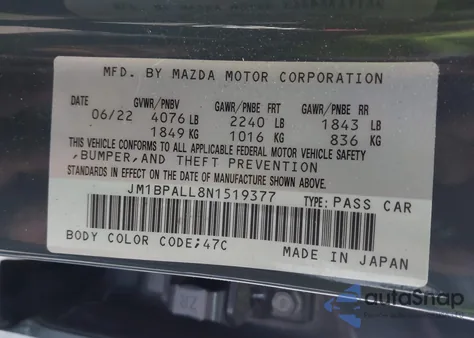 MFD. BY MAZDA MOTOR CORPORATION
DATE GVWR/PNBV GAWR/PNBE FRT GAWR/PNBE RR
06/22 4076 LB 2240 LB 1843 LB
1849 KG 1016 KG 836 KG
THIS VEHICLE CONFORMS TO ALL APPLICABLE FEDERAL MOTOR VEHICLE SAFETY
,BUMPER,AND THEFT PREVENTION
STANDARDS IN EFFECT ON THE DATE OF MANUFACTURE SHOWN ABOVE.
JM1BPALL8N1519377 TYPE: PASS CAR
BODY COLOR CODE;47C MADE IN JAPAN
autoSnap